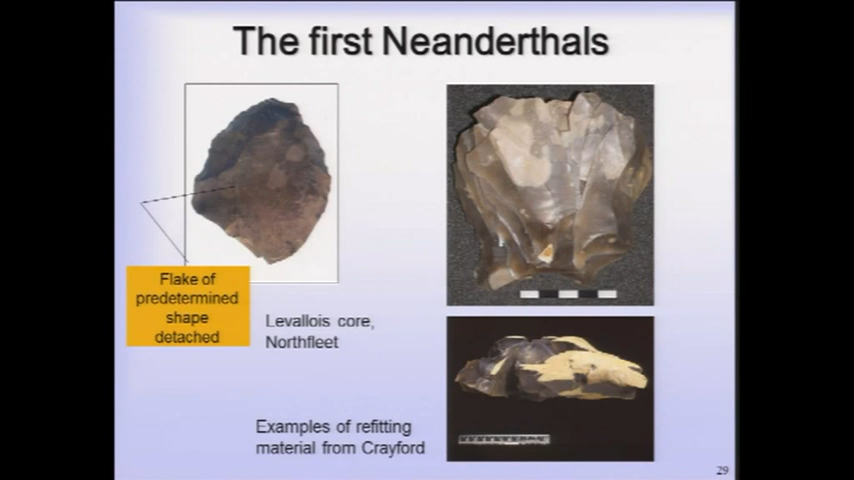 The first Neanderthals
Flake of
predetermined
shape
detached
Levallois core,
Northfleet
Examples of refitting
material from Crayford
29